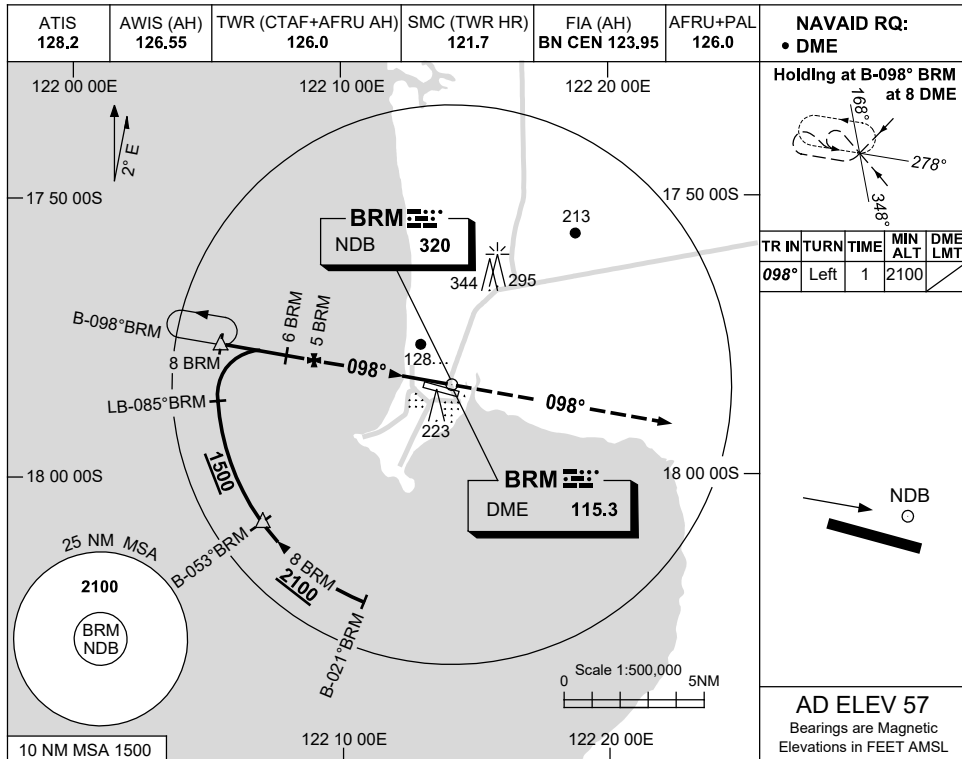 ATIS
128.2
AWIS (AH)
126.55
TWR (CTAF+AFRU AH)
126.0
SMC (TWR HR)
121.7
FIA (AH)
BN CEN 123.95
AFRU+PAL
126.0
NAVAID RQ:
• DME
122 00 00E
122 10 00E
122 20 00E
Holding at B-098° BRM
at 8 DME
168°
278°
348°
2° E
17 50 00S
17 50 00S
BRM
NDB 320
213
344
295
TR IN TURN TIME MIN ALT DME LMT
098° Left 1 2100
B-098°BRM
8 BRM
6 BRM
5 BRM
098°
128...
098°
LB-085°BRM
223
1500
18 00 00S
18 00 00S
BRM
DME 115.3
NDB
B-053°BRM
8 BRM
2100
B-021°BRM
25 NM MSA
2100
BRM
NDB
Scale 1:500,000
0 5NM
10 NM MSA 1500
122 10 00E
122 20 00E
AD ELEV 57
Bearings are Magnetic
Elevations in FEET AMSL